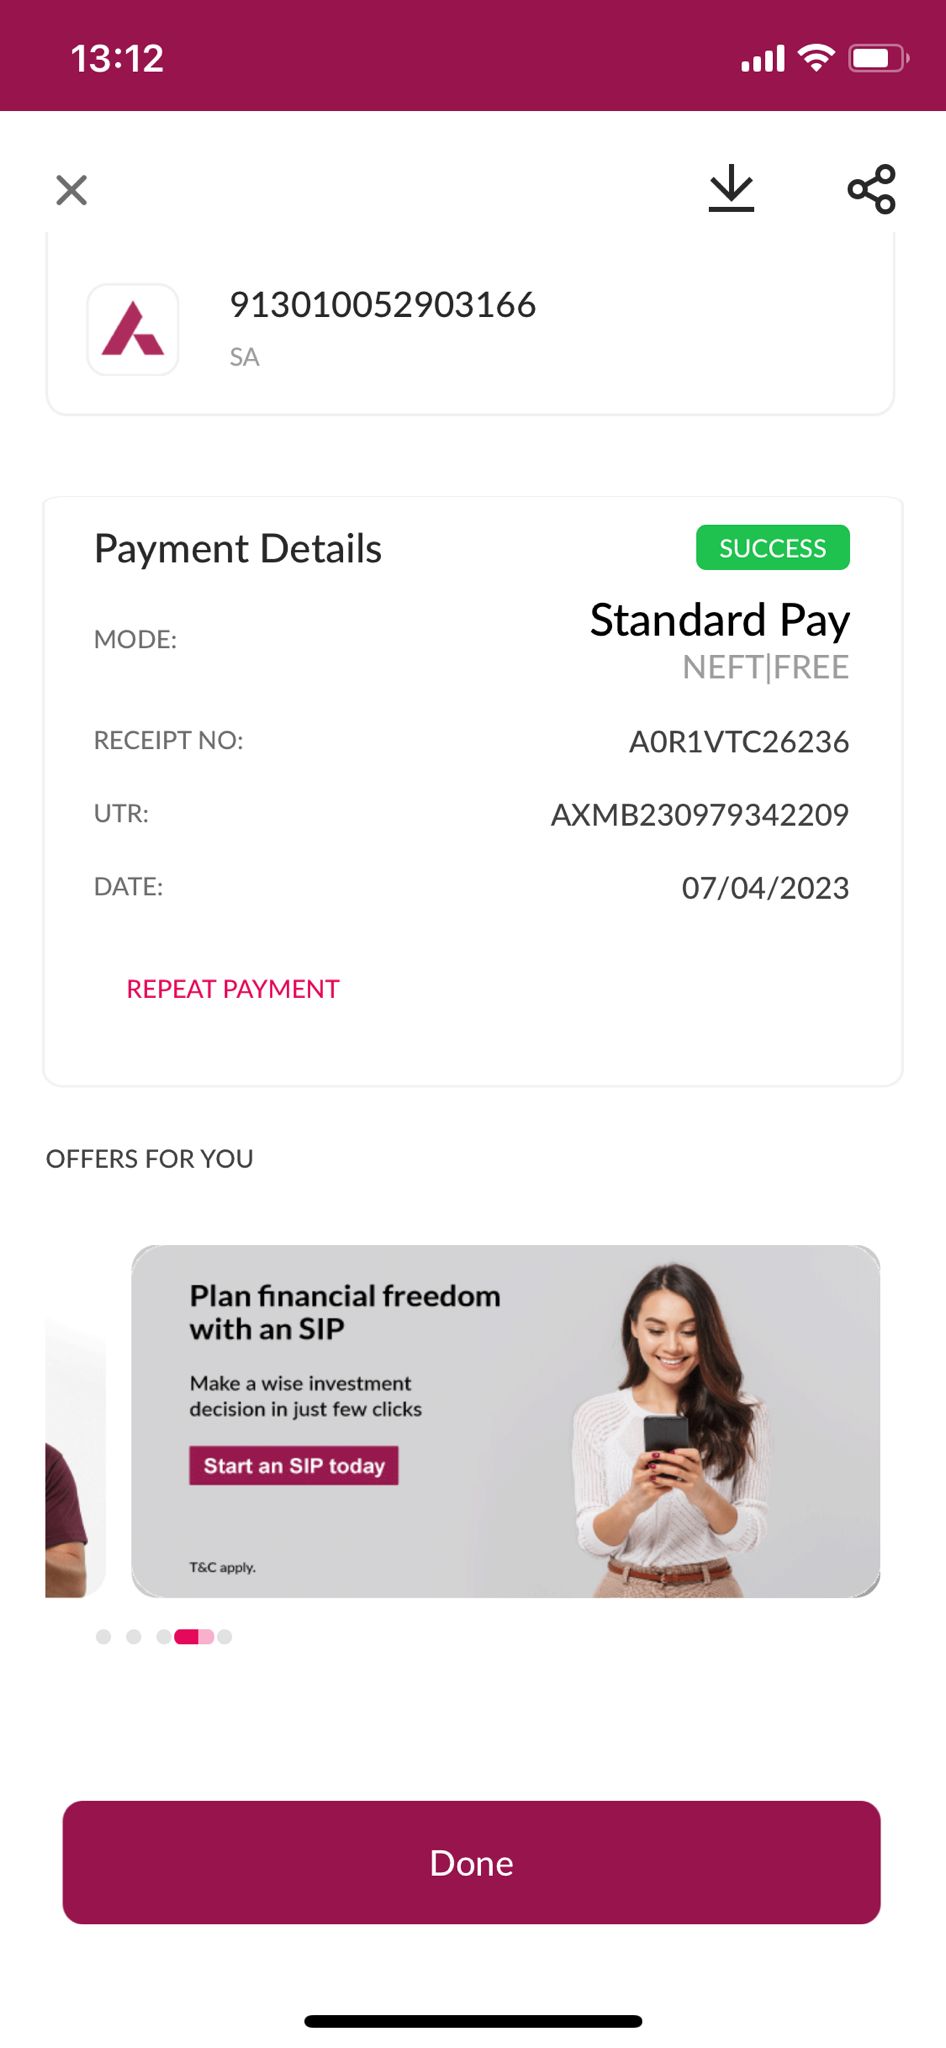 13:12
913010052903166
SA
Payment Details
SUCCESS
MODE:
Standard Pay
NEFT|FREE
RECEIPT NO:
A0R1VTC26236
UTR:
AXMB230979342209
DATE:
07/04/2023
REPEAT PAYMENT
OFFERS FOR YOU
Plan financial freedom
with an SIP
Make a wise investment
decision in just few clicks
Start an SIP today
T&C apply.
Done